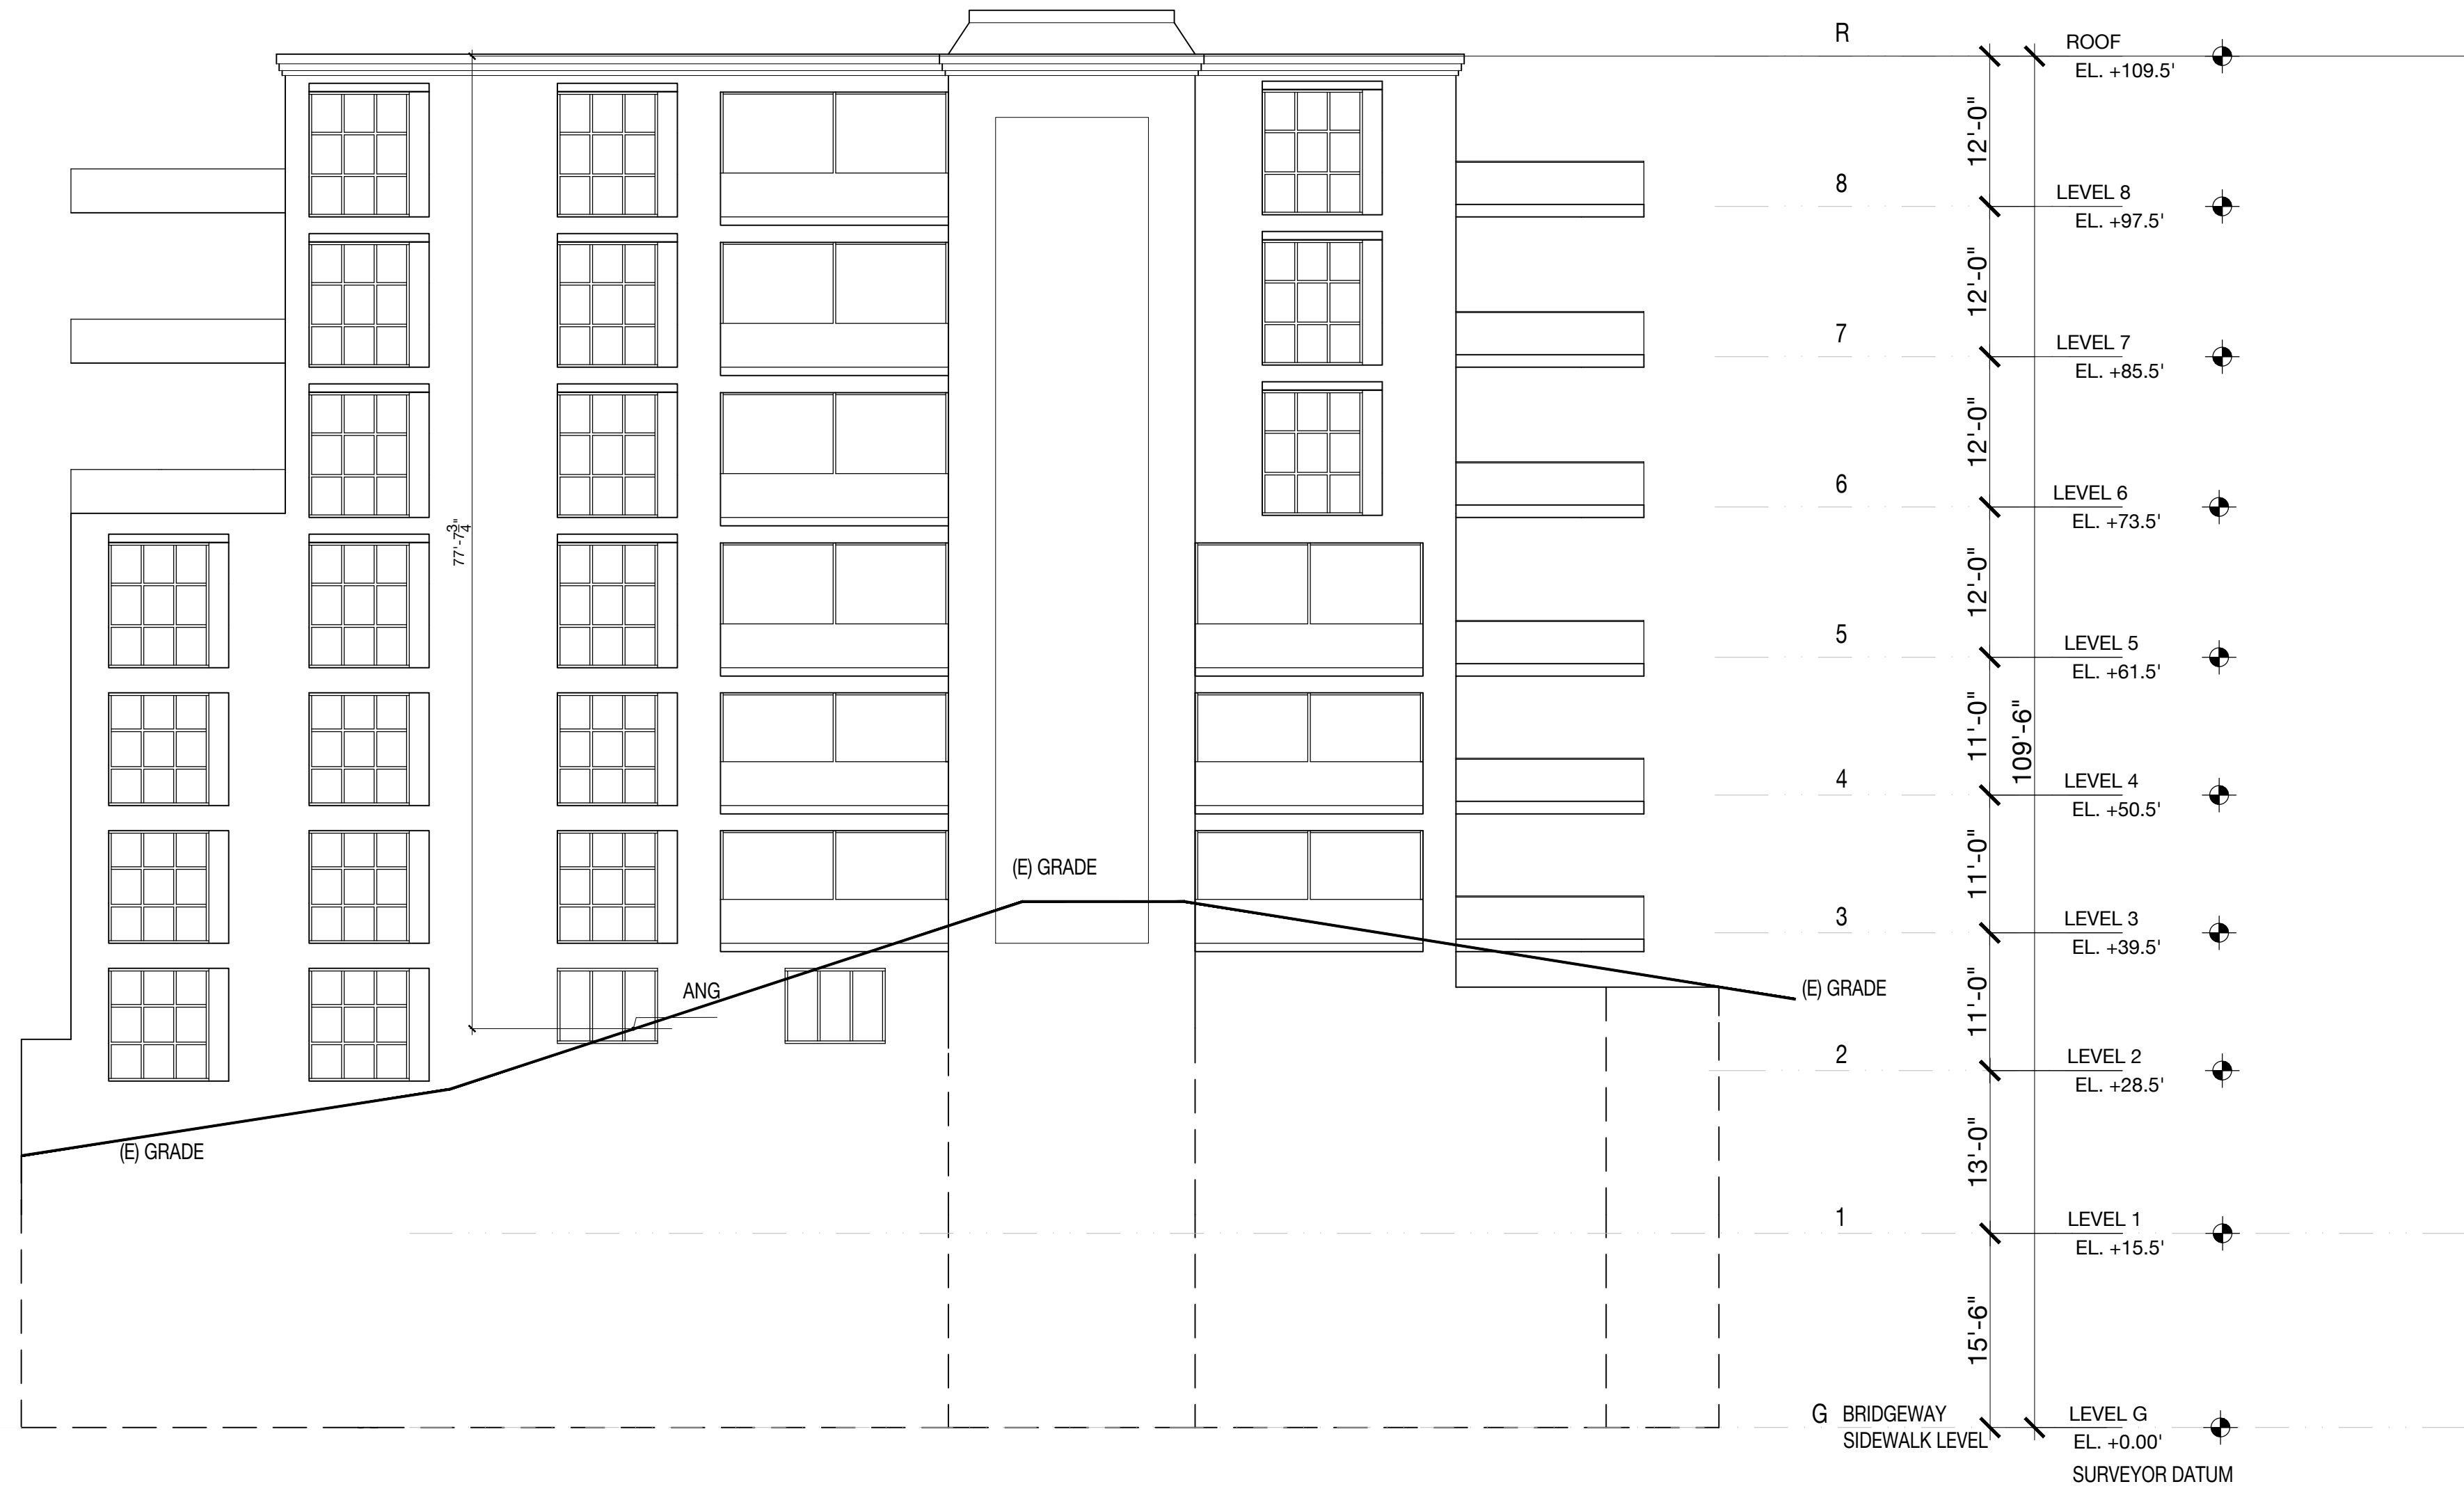 R
ROOF
EL. +109.5'
12'-0"
8
LEVEL 8
EL. +97.5'
12'-0"
7
LEVEL 7
EL. +85.5'
12'-0"
6
LEVEL 6
EL. +73.5'
77'-7 3/4"
12'-0"
5
LEVEL 5
EL. +61.5'
11'-0"
109'-6"
4
LEVEL 4
EL. +50.5'
11'-0"
(E) GRADE
3
LEVEL 3
EL. +39.5'
11'-0"
ANG
(E) GRADE
2
LEVEL 2
EL. +28.5'
13'-0"
(E) GRADE
1
LEVEL 1
EL. +15.5'
15'-6"
G BRIDGEWAY
SIDEWALK LEVEL
LEVEL G
EL. +0.00'
SURVEYOR DATUM